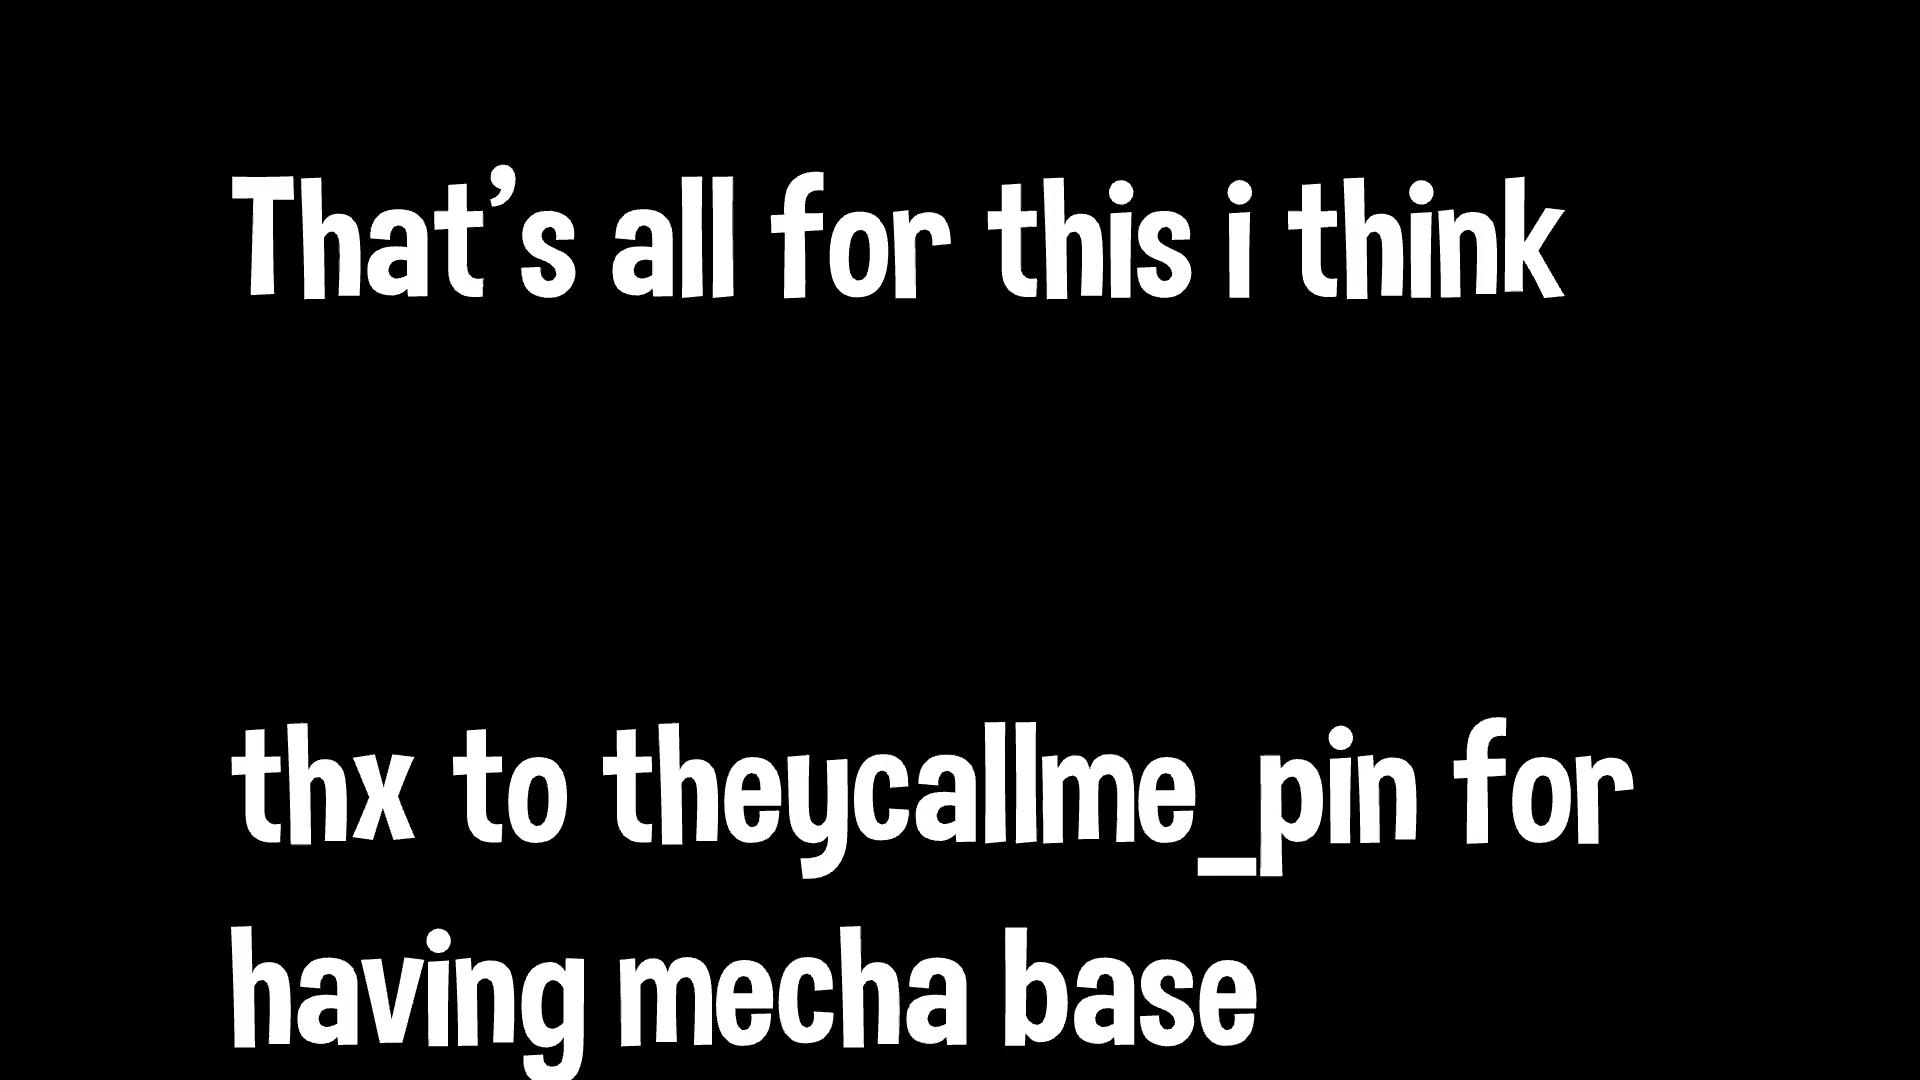 That’s all for this i think
thx to theycallme_pin for
having mecha base